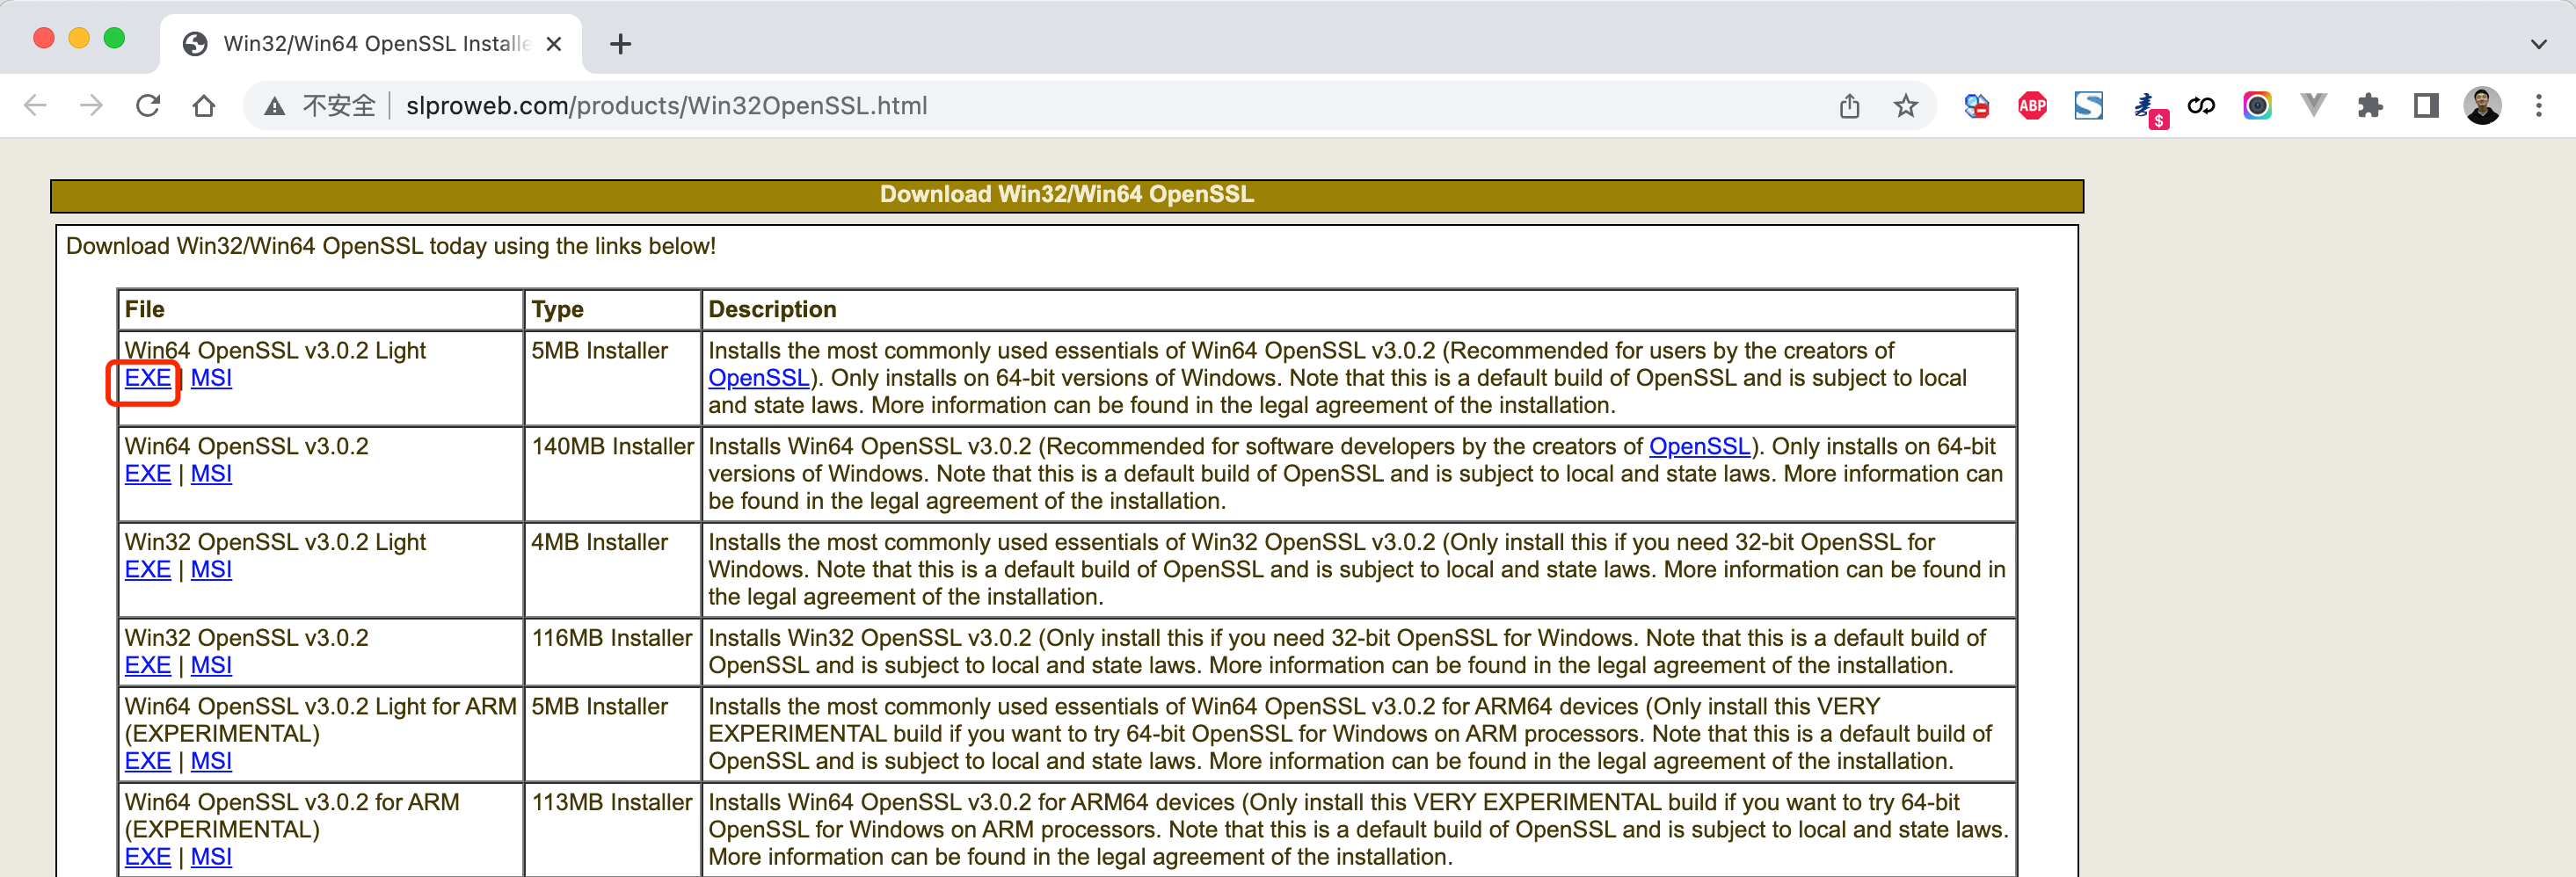 Win32/Win64 OpenSSL Installe
不安全 slproweb.com/products/Win32OpenSSL.html
ABP
$
Download Win32/Win64 OpenSSL
Download Win32/Win64 OpenSSL today using the links below!
File Type Description
Win64 OpenSSL v3.0.2 Light
EXE | MSI
5MB Installer
Installs the most commonly used essentials of Win64 OpenSSL v3.0.2 (Recommended for users by the creators of
OpenSSL). Only installs on 64-bit versions of Windows. Note that this is a default build of OpenSSL and is subject to local
and state laws. More information can be found in the legal agreement of the installation.
Win64 OpenSSL v3.0.2
EXE | MSI
140MB Installer
Installs Win64 OpenSSL v3.0.2 (Recommended for software developers by the creators of OpenSSL). Only installs on 64-bit
versions of Windows. Note that this is a default build of OpenSSL and is subject to local and state laws. More information can
be found in the legal agreement of the installation.
Win32 OpenSSL v3.0.2 Light
EXE | MSI
4MB Installer
Installs the most commonly used essentials of Win32 OpenSSL v3.0.2 (Only install this if you need 32-bit OpenSSL for
Windows. Note that this is a default build of OpenSSL and is subject to local and state laws. More information can be found in
the legal agreement of the installation.
Win32 OpenSSL v3.0.2
EXE | MSI
116MB Installer
Installs Win32 OpenSSL v3.0.2 (Only install this if you need 32-bit OpenSSL for Windows. Note that this is a default build of
OpenSSL and is subject to local and state laws. More information can be found in the legal agreement of the installation.
Win64 OpenSSL v3.0.2 Light for ARM
(EXPERIMENTAL)
EXE | MSI
5MB Installer
Installs the most commonly used essentials of Win64 OpenSSL v3.0.2 for ARM64 devices (Only install this VERY
EXPERIMENTAL build if you want to try 64-bit OpenSSL for Windows on ARM processors. Note that this is a default build of
OpenSSL and is subject to local and state laws. More information can be found in the legal agreement of the installation.
Win64 OpenSSL v3.0.2 for ARM
(EXPERIMENTAL)
EXE | MSI
113MB Installer
Installs Win64 OpenSSL v3.0.2 for ARM64 devices (Only install this VERY EXPERIMENTAL build if you want to try 64-bit
OpenSSL for Windows on ARM processors. Note that this is a default build of OpenSSL and is subject to local and state laws.
More information can be found in the legal agreement of the installation.